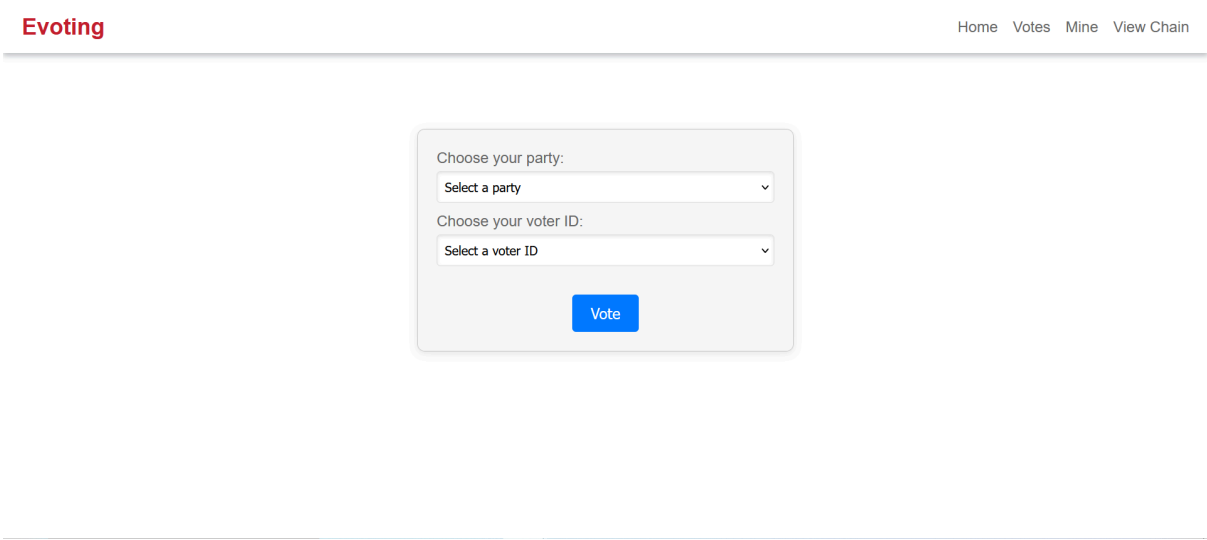 Evoting
Home Votes Mine View Chain
Choose your party:
Select a party
Choose your voter ID:
Select a voter ID
Vote